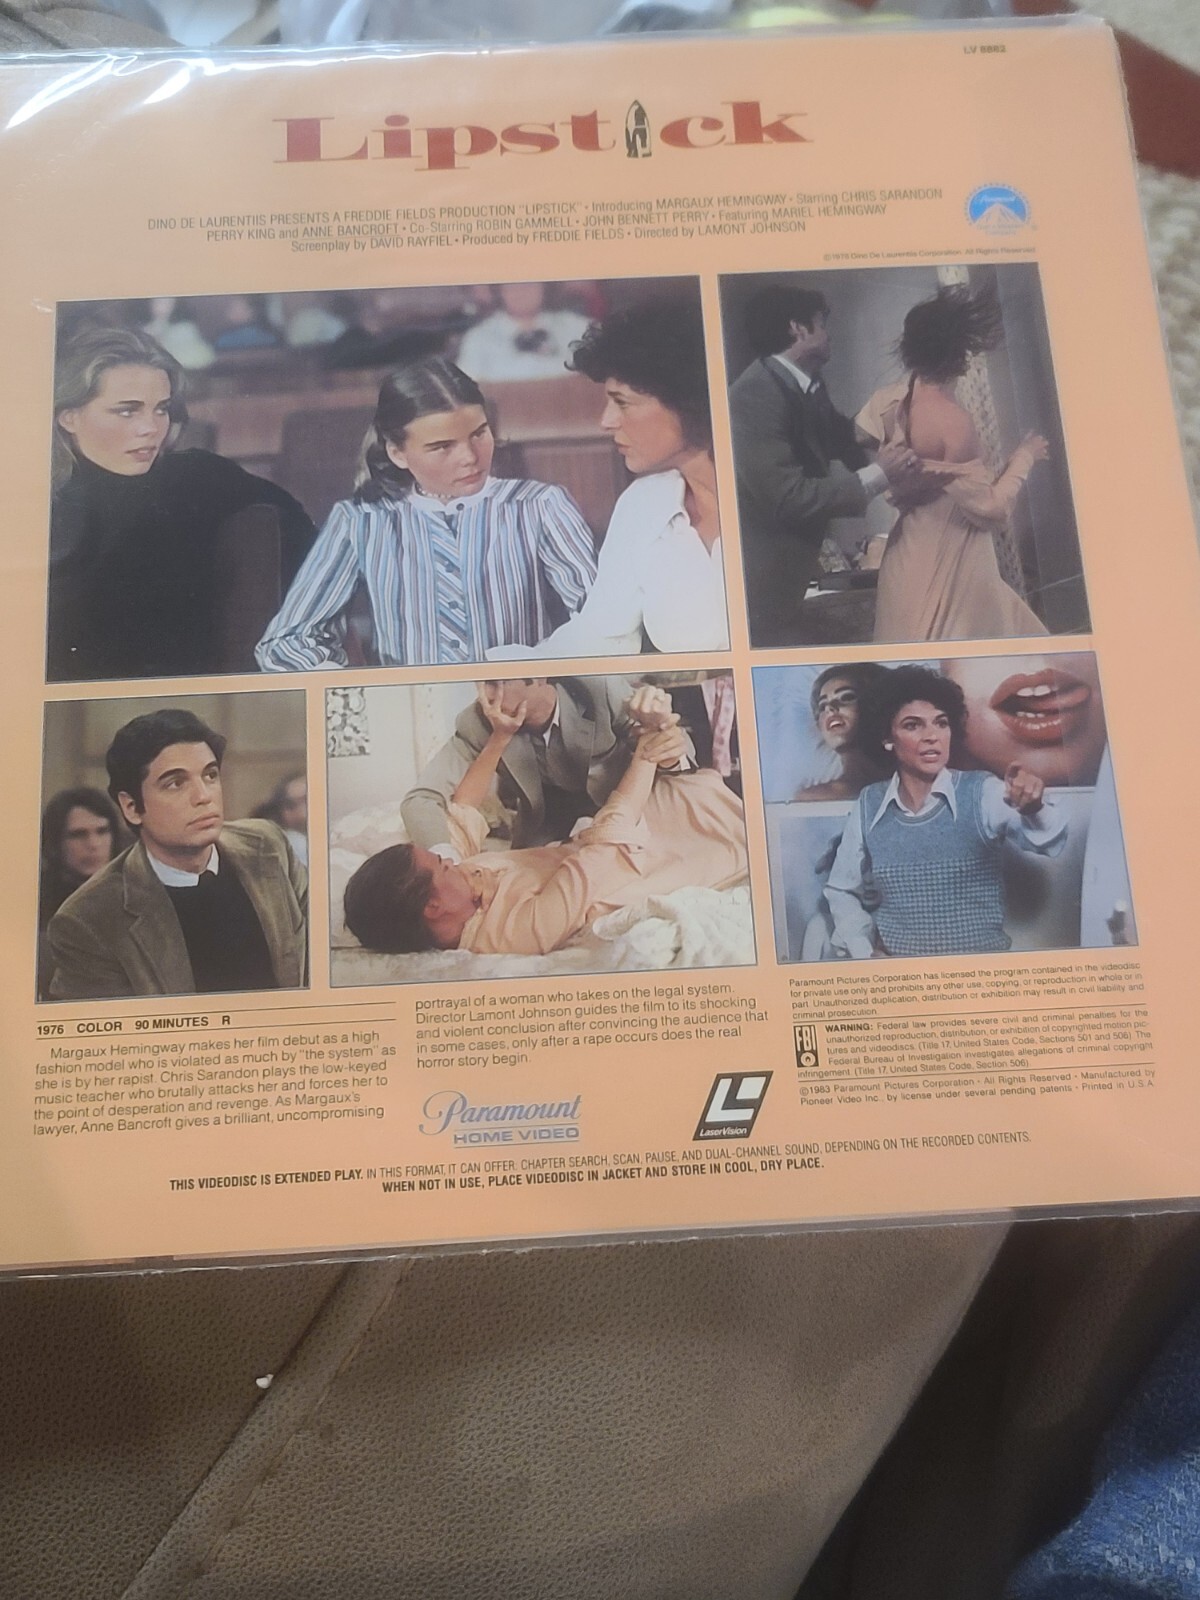 LV 8882
Lipstick
DINO DE LAURENTIIS PRESENTS A FREDDIE FIELDS PRODUCTION "LIPSTICK" • Introducing MARGAUX HEMINGWAY • Starring CHRIS SARANDON
PERRY KING and ANNE BANCROFT • Co-Starring ROBIN GAMMELL • JOHN BENNETT PERRY • Featuring MARIEL HEMINGWAY
Screenplay by DAVID RAYFIEL • Produced by FREDDIE FIELDS • Directed by LAMONT JOHNSON
Paramount
©1976 Dino De Laurentiis Corporation. All Rights Reserved.
1976 COLOR 90 MINUTES R
Margaux Hemingway makes her film debut as a high
fashion model who is violated as much by "the system" as
she is by her rapist. Chris Sarandon plays the low-keyed
music teacher who brutally attacks her and forces her to
the point of desperation and revenge. As Margaux's
lawyer, Anne Bancroft gives a brilliant, uncompromising
portrayal of a woman who takes on the legal system.
Director Lamont Johnson guides the film to its shocking
and violent conclusion after convincing the audience that
in some cases, only after a rape occurs does the real
horror story begin.
Paramount
HOME VIDEO
LaserVision
Paramount Pictures Corporation has licensed the program contained in the videodisc
for private use only and prohibits any other use, copying, or reproduction in whole or in
part. Unauthorized duplication, distribution or exhibition may result in civil liability and
criminal prosecution.
FBI
WARNING: Federal law provides severe civil and criminal penalties for the
unauthorized reproduction, distribution, or exhibition of copyrighted motion pic-
tures and videodiscs. (Title 17, United States Code, Sections 501 and 506). The
Federal Bureau of Investigation investigates allegations of criminal copyright
infringement. (Title 17, United States Code, Section 506).
©1983 Paramount Pictures Corporation • All Rights Reserved • Manufactured by
Pioneer Video Inc., by license under several pending patents • Printed in U.S.A.
THIS VIDEODISC IS EXTENDED PLAY. IN THIS FORMAT, IT CAN OFFER: CHAPTER SEARCH, SCAN, PAUSE, AND DUAL-CHANNEL SOUND, DEPENDING ON THE RECORDED CONTENTS.
WHEN NOT IN USE, PLACE VIDEODISC IN JACKET AND STORE IN COOL, DRY PLACE.